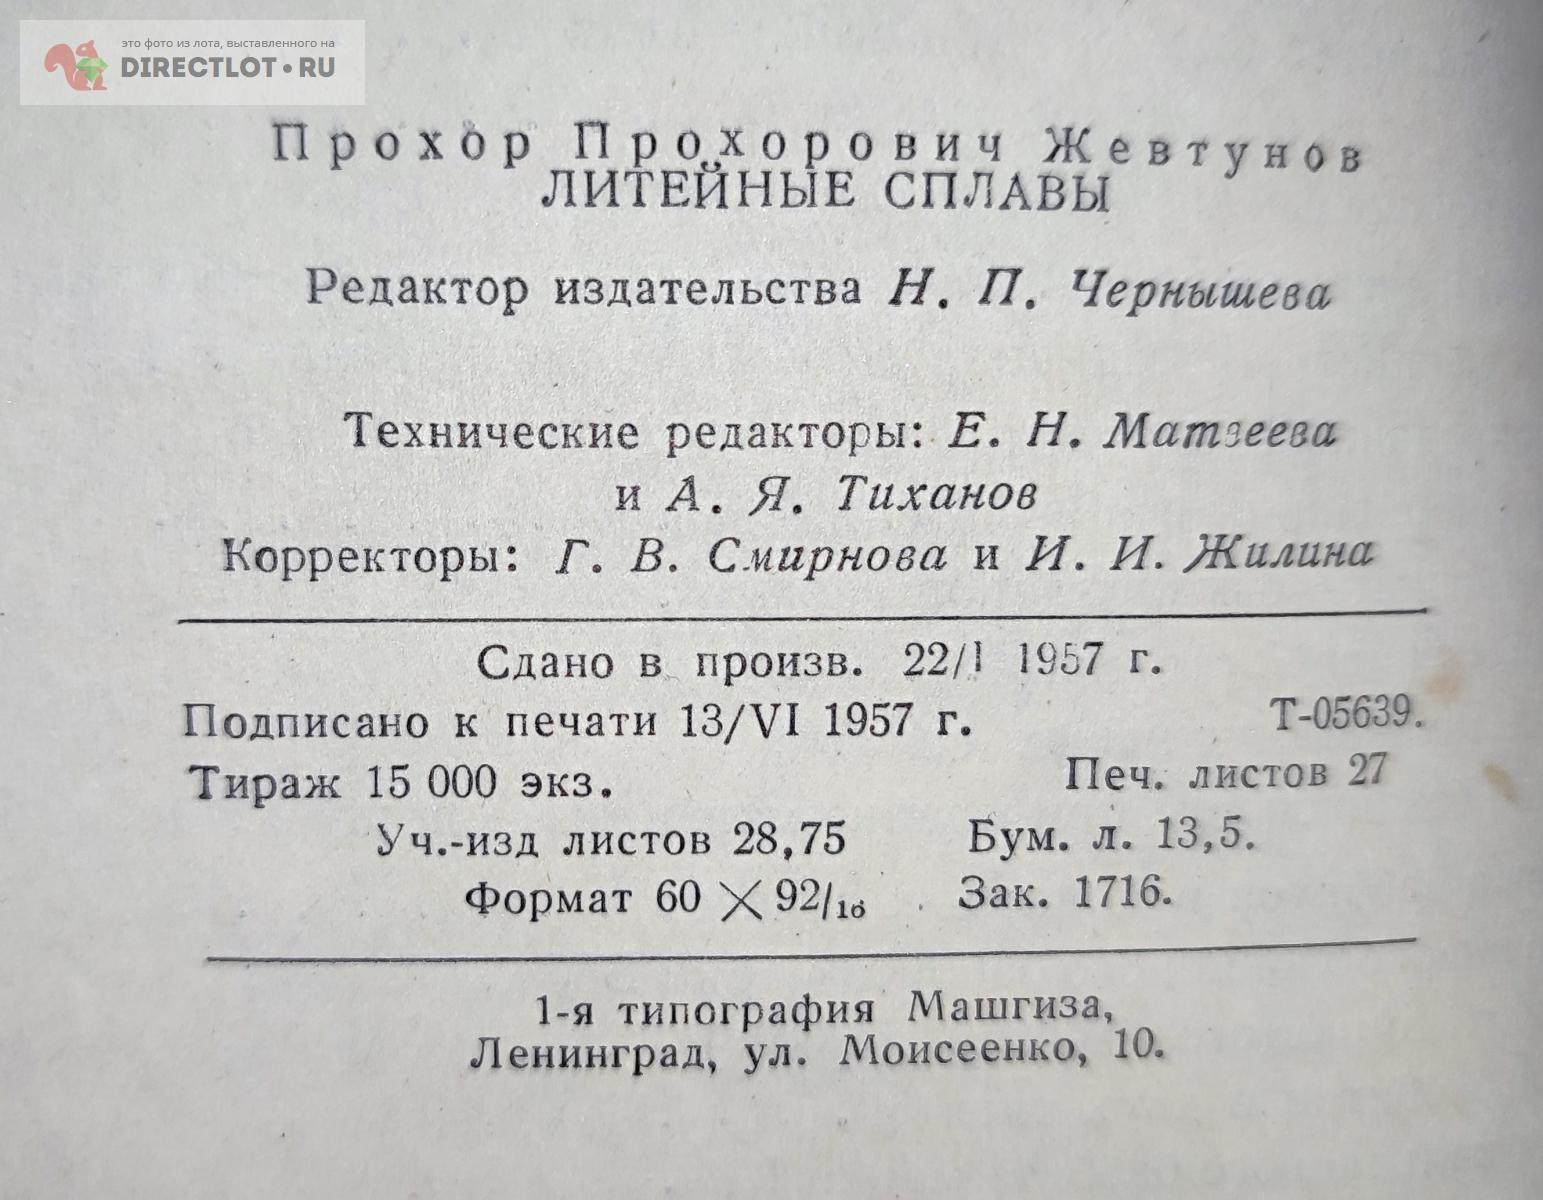 это фото из лота, выставленного на
DIRECTLOT•RU
Прохор Прохорович Жевтунов
ЛИТЕЙНЫЕ СПЛАВЫ
Редактор издательства Н. П. Чернышева
Технические редакторы: Е. Н. Матвеева
и А. Я. Тиханов
Корректоры: Г. В. Смирнова и И. И. Жилина
Сдано в произв. 22/I 1957 г.
Подписано к печати 13/VI 1957 г. Т-05639.
Тираж 15 000 экз. Печ. листов 27
Уч.-изд листов 28,75 Бум. л. 13,5.
Формат 60 × 92/16 Зак. 1716.
1-я типография Машгиза,
Ленинград, ул. Моисеенко, 10.